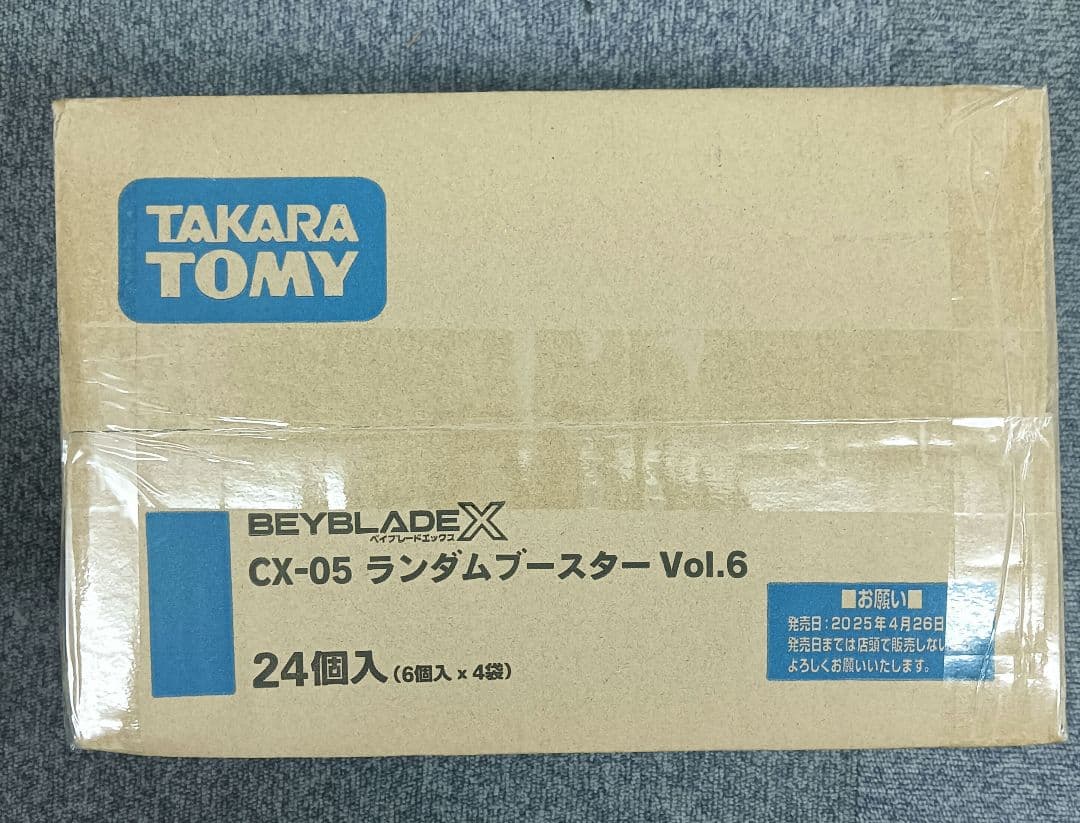 TAKARA
TOMY
BEYBLADE X
ベイブレードエックス
CX-05 ランダムブースター Vol.6
24個入(6個入 x 4袋)
■お願い■
発売日:2025年4月26日
発売日までは店頭で販売しない
よろしくお願いいたします。